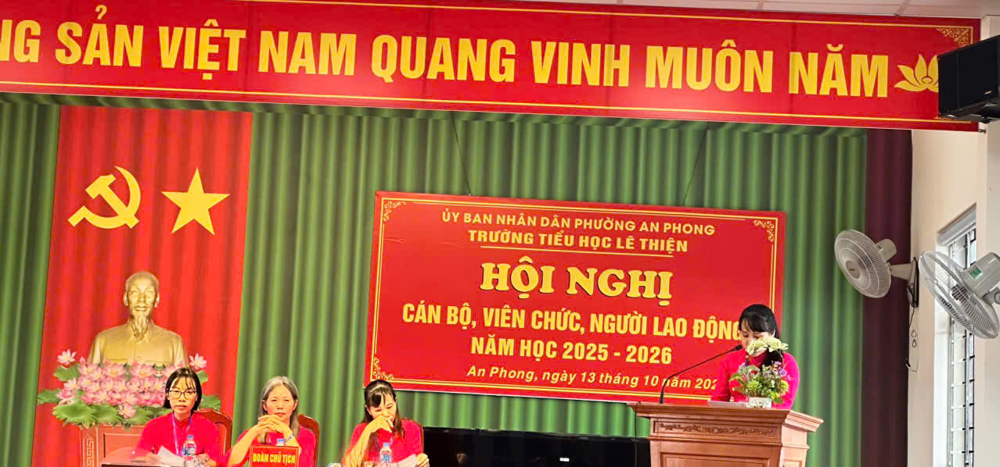 NG SẢN VIỆT NAM QUANG VINH MUÔN NĂM
ỦY BAN NHÂN DÂN PHƯỜNG AN PHONG
TRƯỜNG TIỂU HỌC LÊ THIỆN
HỘI NGHỊ
CÁN BỘ, VIÊN CHỨC, NGƯỜI LAO ĐỘNG
NĂM HỌC 2025 - 2026
An Phong, ngày 13 tháng 10 năm 202
ĐOÀN CHỦ TỊCH